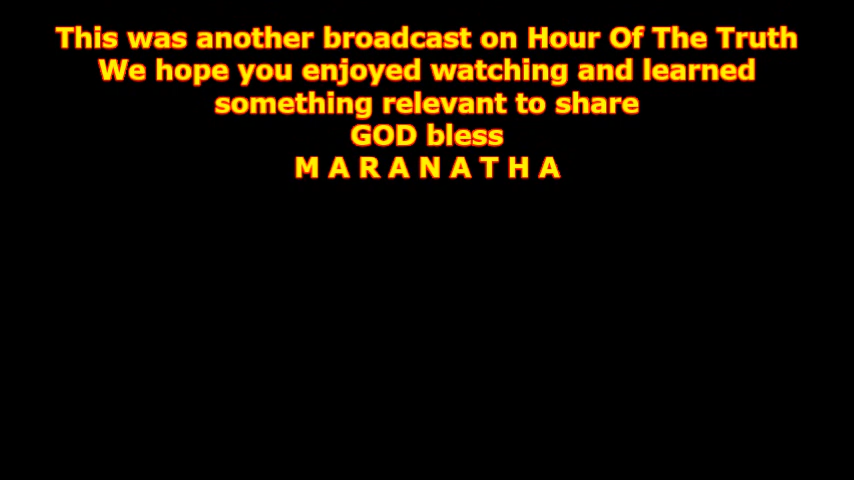 This was another broadcast on Hour Of The Truth
We hope you enjoyed watching and learned
something relevant to share
GOD bless
M A R A N A T H A